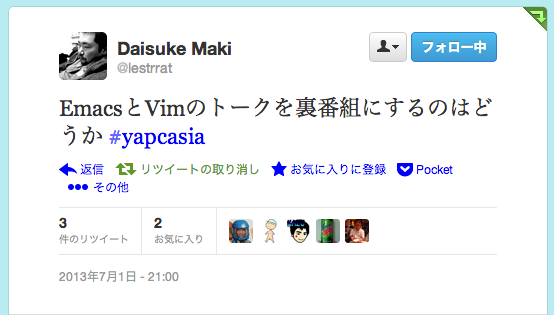 Daisuke Maki
@lestrrat
フォロー中
EmacsとVimのトークを裏番組にするのはど
うか #yapcasia
返信 リツイートの取り消し お気に入りに登録 Pocket
その他
3 2
件のリツイート お気に入り
2013年7月1日 - 21:00